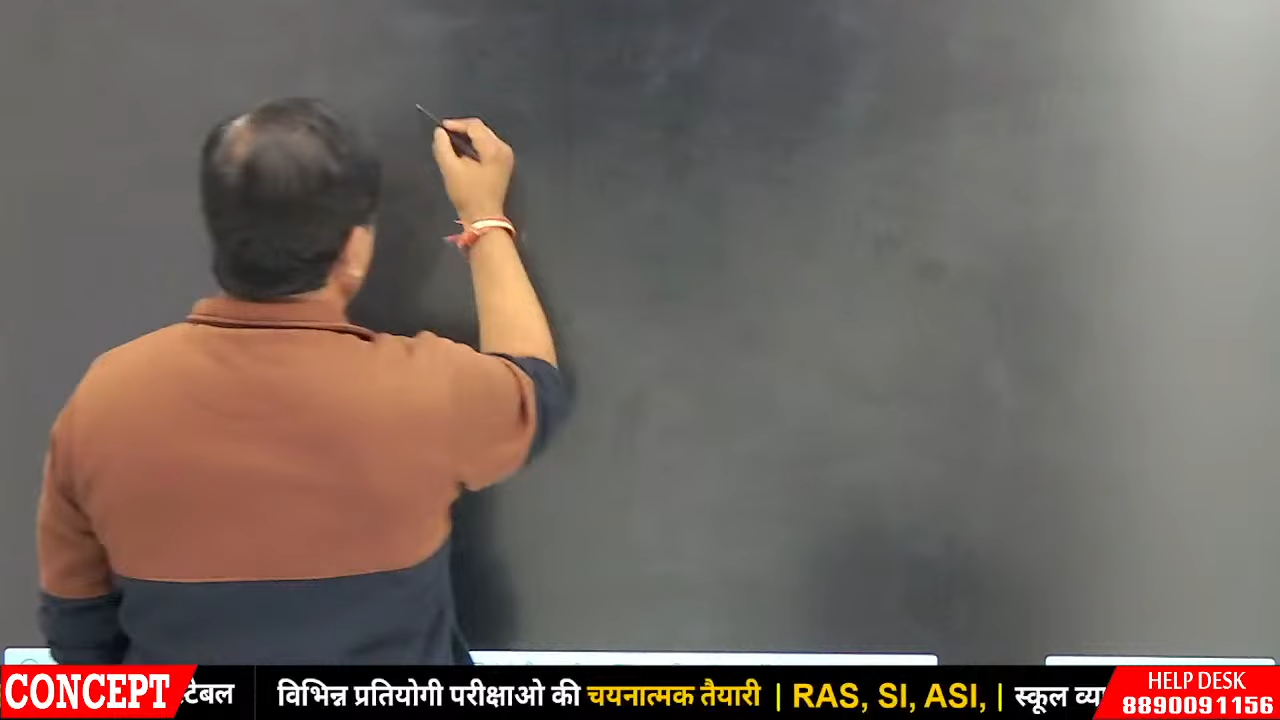 CONCEPT टेबल विभिन्न प्रतियोगी परीक्षाओ की चयनात्मक तैयारी | RAS, SI, ASI, | स्कूल व्या
HELP DESK
8890091156